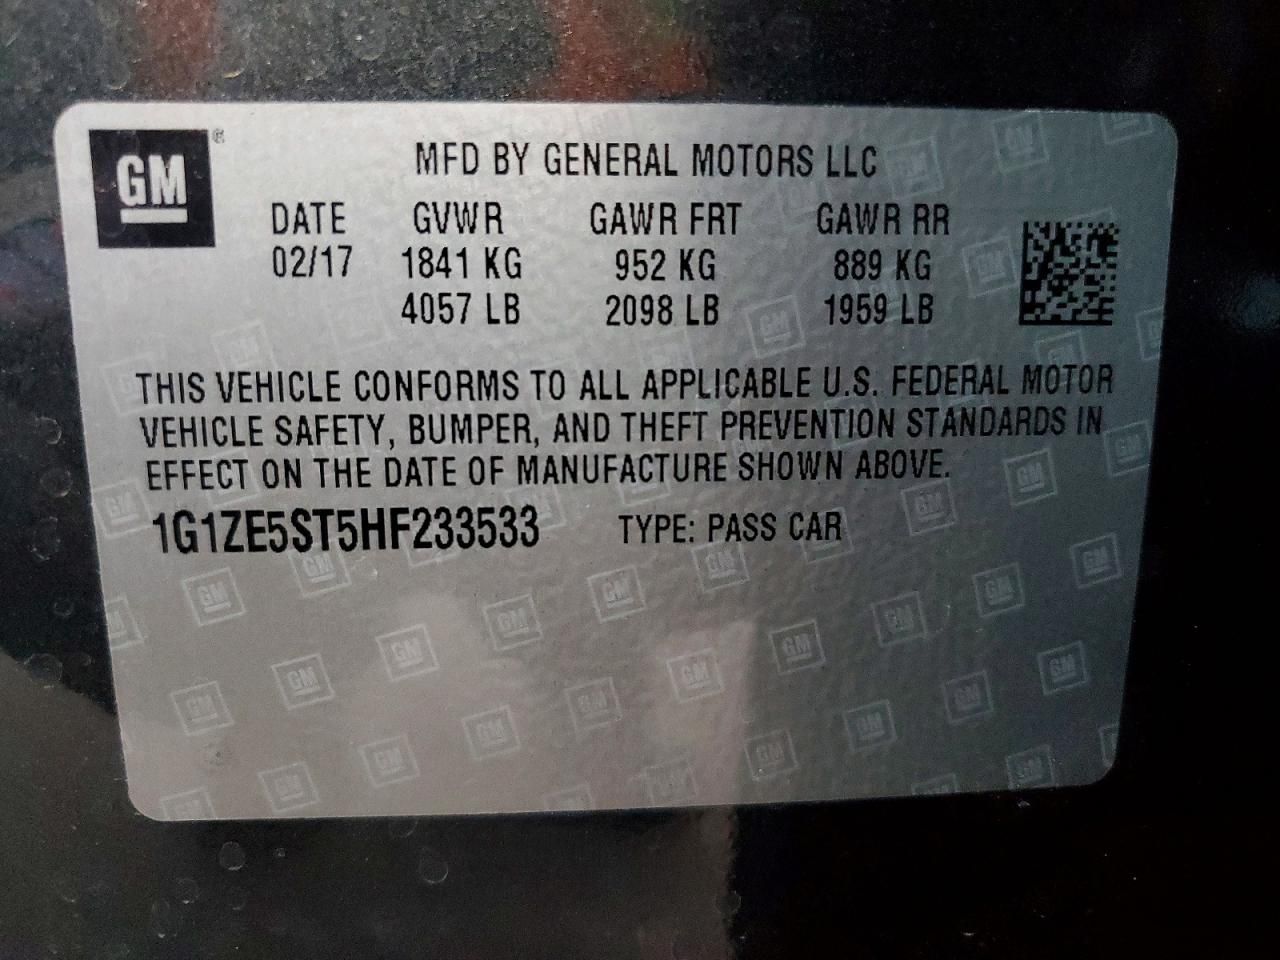 GM
MFD BY GENERAL MOTORS LLC
DATE GVWR GAWR FRT GAWR RR
02/17 1841 KG 952 KG 889 KG
4057 LB 2098 LB 1959 LB
THIS VEHICLE CONFORMS TO ALL APPLICABLE U.S. FEDERAL MOTOR
VEHICLE SAFETY, BUMPER, AND THEFT PREVENTION STANDARDS IN
EFFECT ON THE DATE OF MANUFACTURE SHOWN ABOVE.
1G1ZE5ST5HF233533 TYPE: PASS CAR